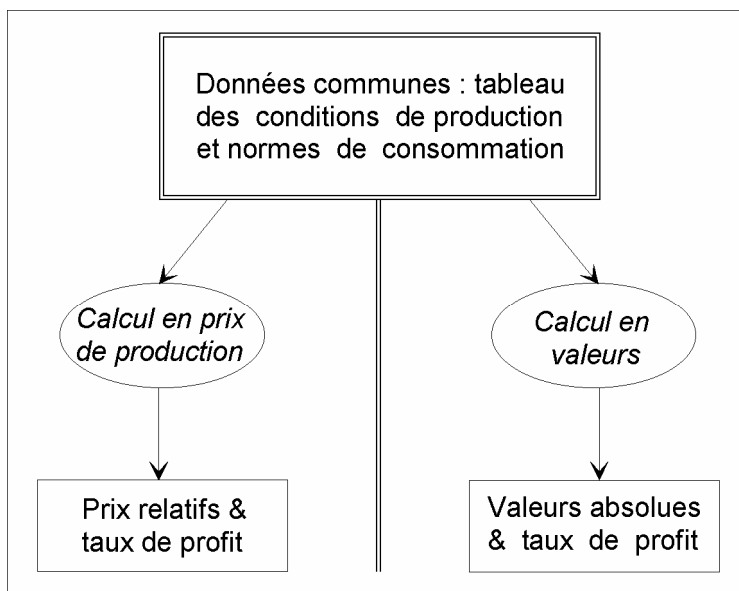 Données communes : tableau
des conditions de production
et normes de consommation
Calcul en prix
de production
Calcul en
valeurs
Prix relatifs &
taux de profit
Valeurs absolues
& taux de profit